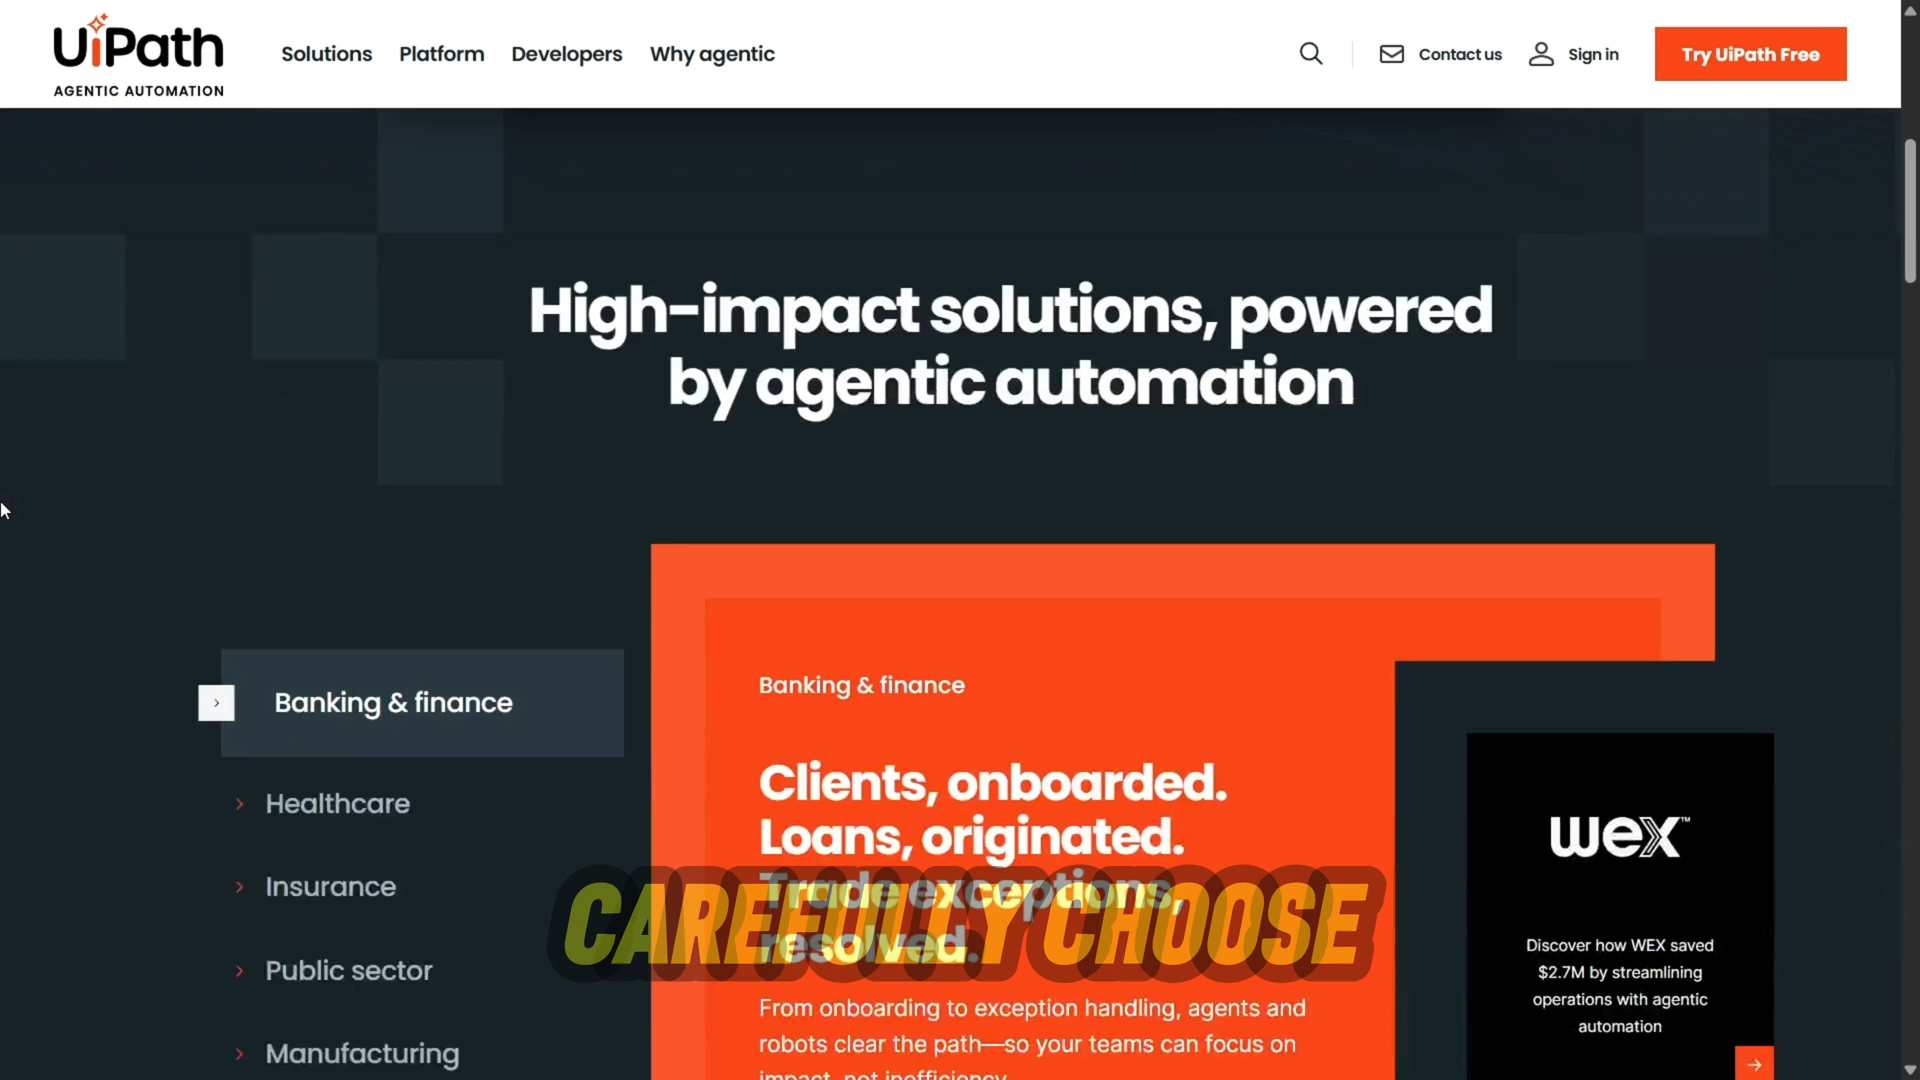 UiPath
AGENTIC AUTOMATION
Solutions
Platform
Developers
Why agentic
Contact us
Sign in
Try UiPath Free
High-impact solutions, powered
by agentic automation
Banking & finance
Healthcare
Insurance
Public sector
Manufacturing
Banking & finance
Clients, onboarded.
Loans, originated.
Trade exceptions,
resolved.
CAREFULLY CHOOSE
From onboarding to exception handling, agents and
robots clear the path—so your teams can focus on
impact, not inefficiency.
wex™
Discover how WEX saved
$2.7M by streamlining
operations with agentic
automation